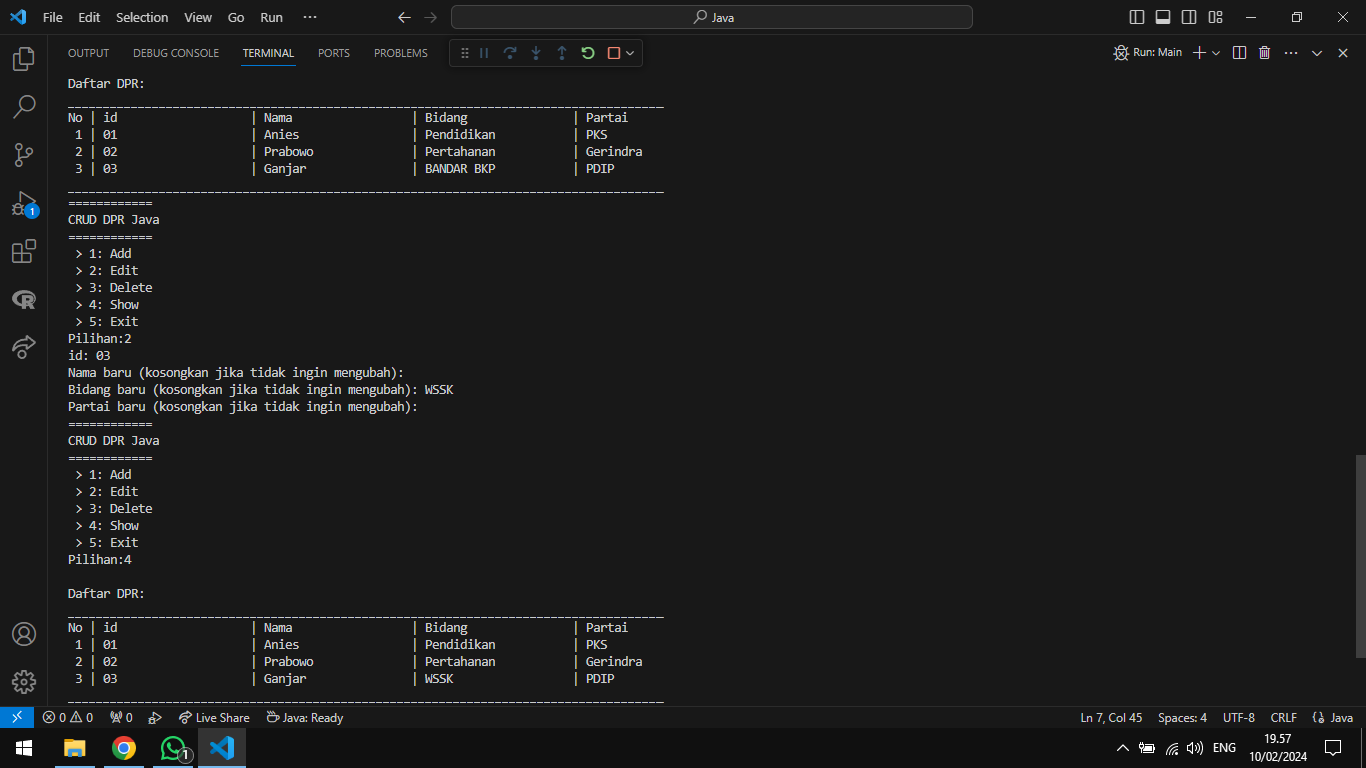 File Edit Selection View Go Run ··· Java
OUTPUT DEBUG CONSOLE TERMINAL PORTS PROBLEMS Run: Main
Daftar DPR:
No | id | Nama | Bidang | Partai
1 | 01 | Anies | Pendidikan | PKS
2 | 02 | Prabowo | Pertahanan | Gerindra
3 | 03 | Ganjar | BANDAR BKP | PDIP
============
CRUD DPR Java
============
> 1: Add
> 2: Edit
> 3: Delete
> 4: Show
> 5: Exit
Pilihan:2
id: 03
Nama baru (kosongkan jika tidak ingin mengubah):
Bidang baru (kosongkan jika tidak ingin mengubah): WSSK
Partai baru (kosongkan jika tidak ingin mengubah):
============
CRUD DPR Java
============
> 1: Add
> 2: Edit
> 3: Delete
> 4: Show
> 5: Exit
Pilihan:4
Daftar DPR:
No | id | Nama | Bidang | Partai
1 | 01 | Anies | Pendidikan | PKS
2 | 02 | Prabowo | Pertahanan | Gerindra
3 | 03 | Ganjar | WSSK | PDIP
1
0 0 0 Live Share Java: Ready Ln 7, Col 45 Spaces: 4 UTF-8 CRLF {} Java
1 ENG 19.57
10/02/2024